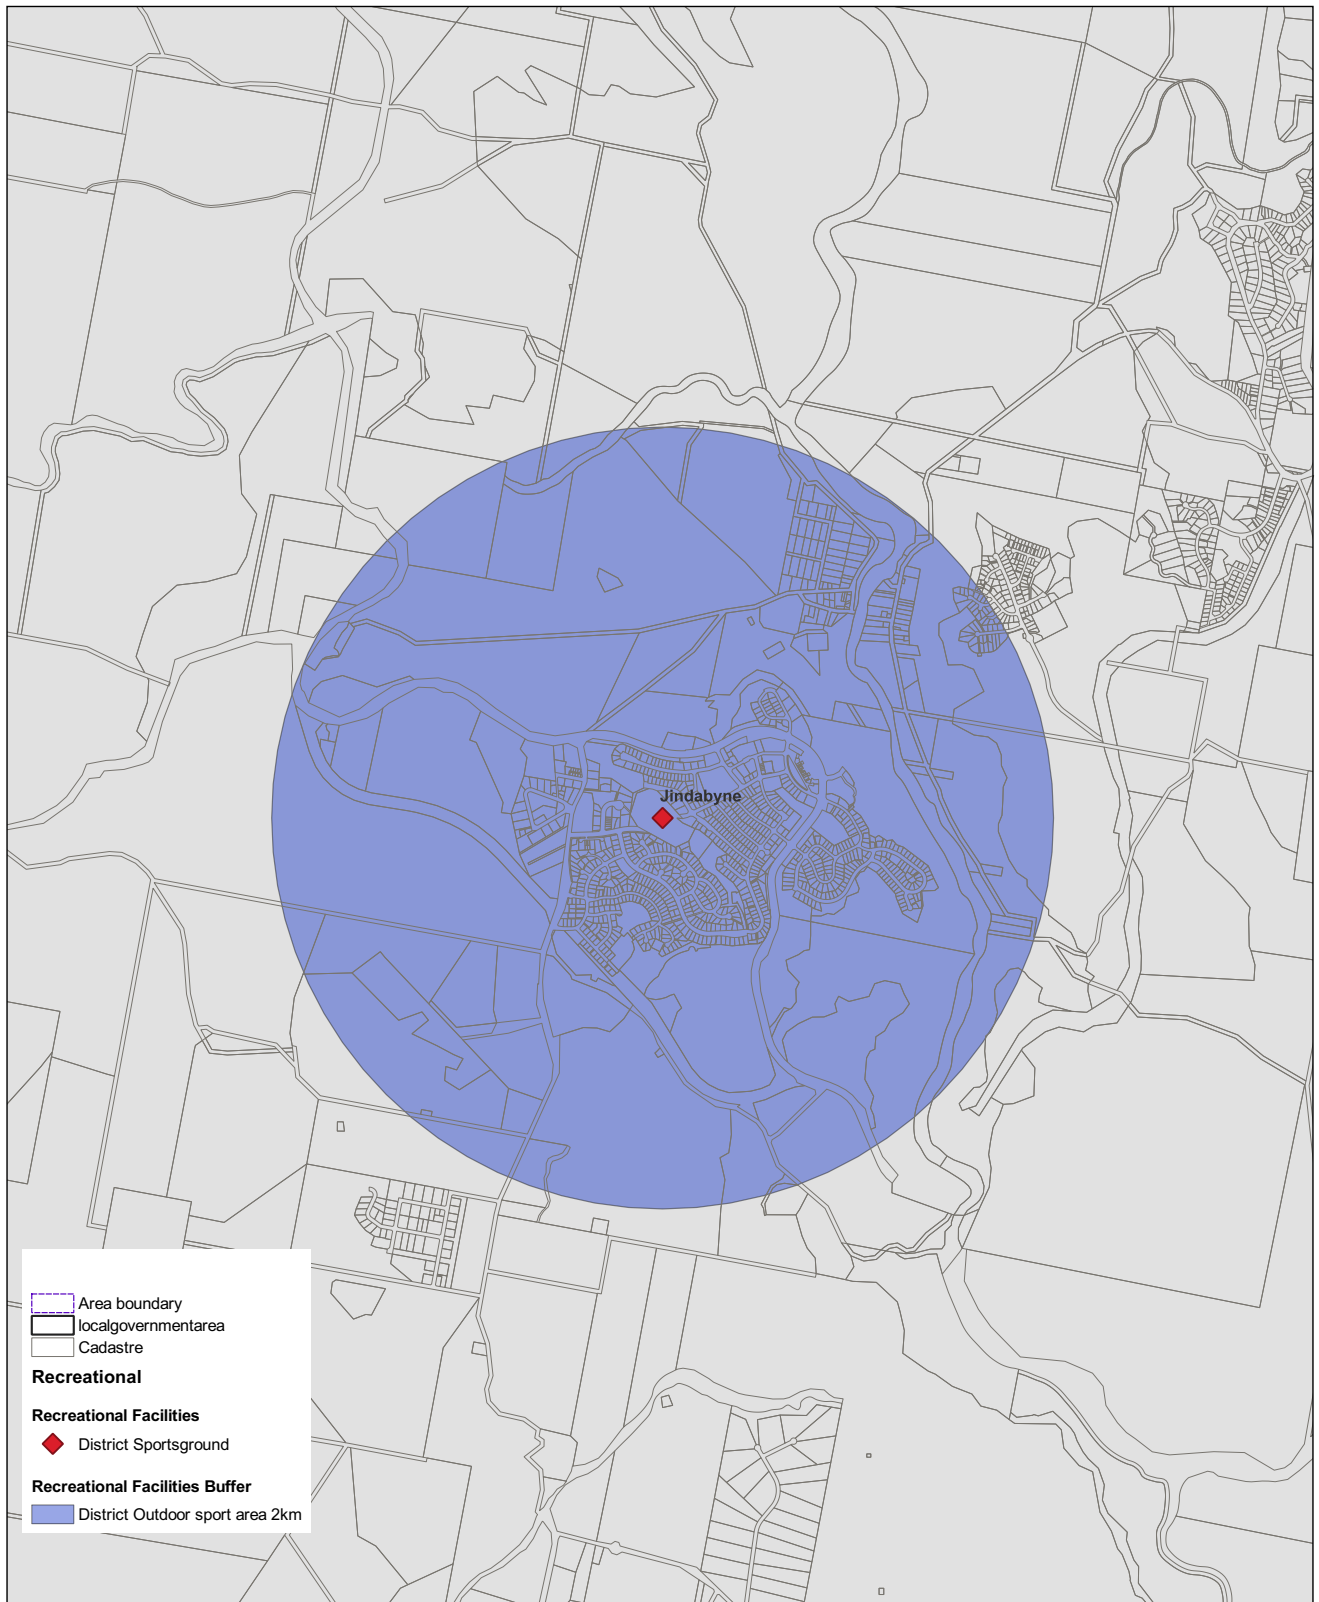 Jindabyne
Area boundary
localgovernmentarea
Cadastre
Recreational
Recreational Facilities
District Sportsground
Recreational Facilities Buffer
District Outdoor sport area 2km